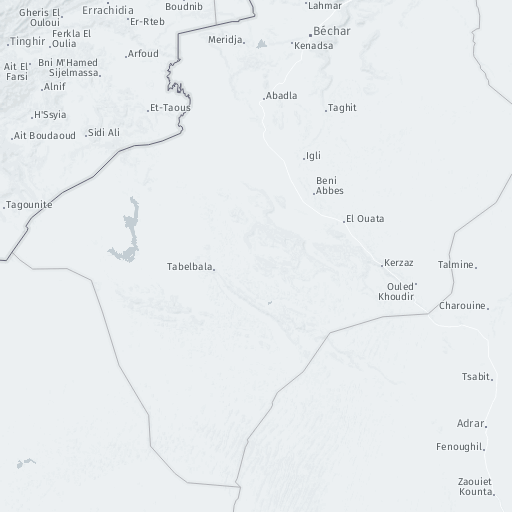 Boudnib
Lahmar
Gheris El
Ouloui
Errachidia
Er-Rteb
Béchar
Ferkla El
Oulia
Tinghir
Meridja
Kenadsa
Arfoud
Bni M'Hamed
Sijelmassa
Ait El
Farsi
Alnif
Abadla
Et-Taous
Taghit
H'Ssyia
Sidi Ali
Ait Boudaoud
Igli
Beni
Abbes
Tagounite
El Ouata
Kerzaz
Talmine
Tabelbala
Ouled
Khoudir
Charouine
Tsabit
Adrar
Fenoughil
Zaouiet
Kounta